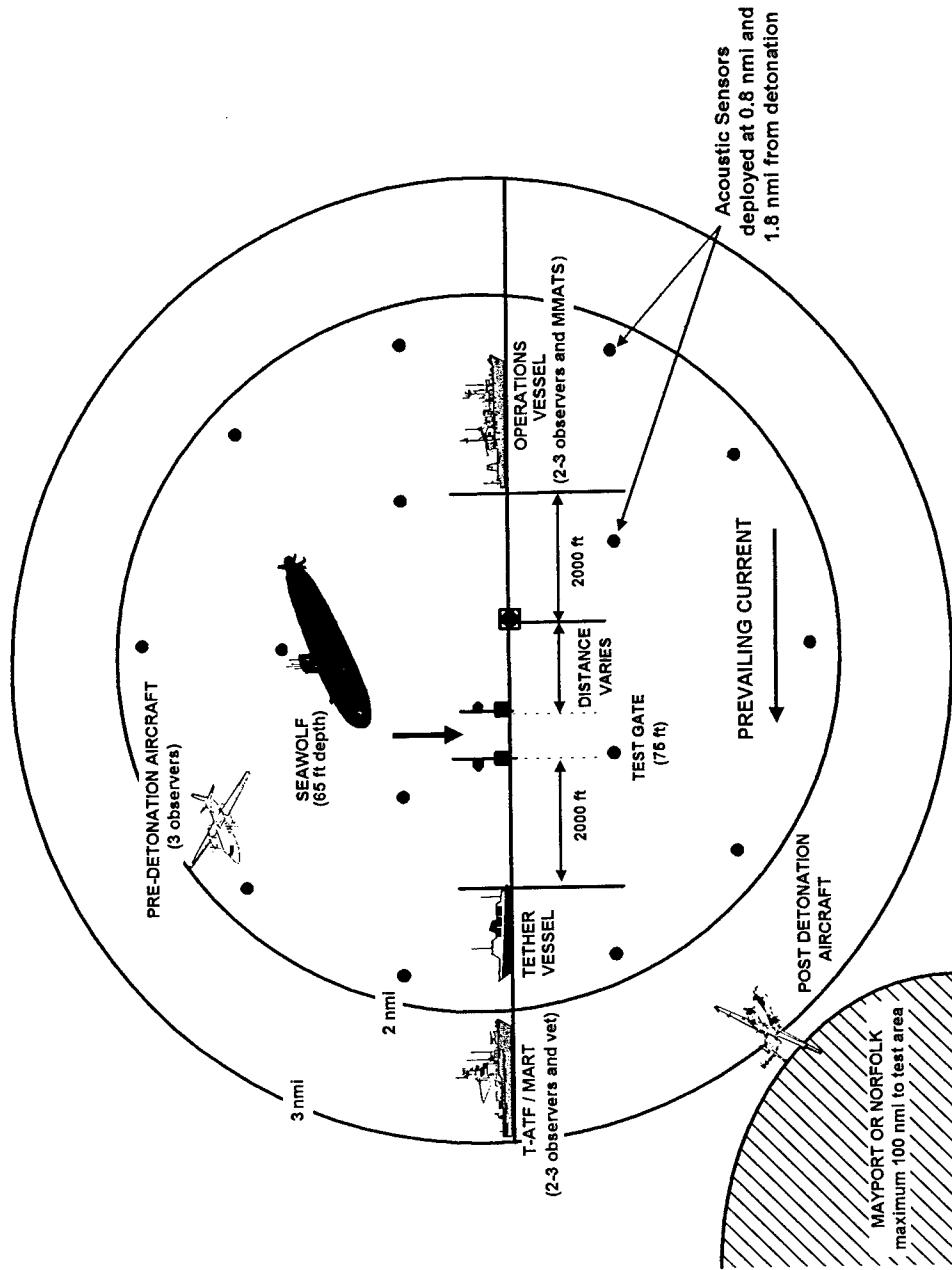 PRE-DETONATION AIRCRAFT
(3 observers)
3 nmi
2 nmi
SEAWOLF
(65 ft depth)
T-ATF / MART
(2-3 observers and vet)
TETHER
VESSEL
OPERATIONS
VESSEL
(2-3 observers and MMATS)
2000 ft
TEST GATE
(75 ft)
DISTANCE
VARIES
2000 ft
Acoustic Sensors
deployed at 0.8 nmi and
1.8 nmi from detonation
PREVAILING CURRENT
POST DETONATION
AIRCRAFT
MAYPORT OR NORFOLK
maximum 100 nmi to test area